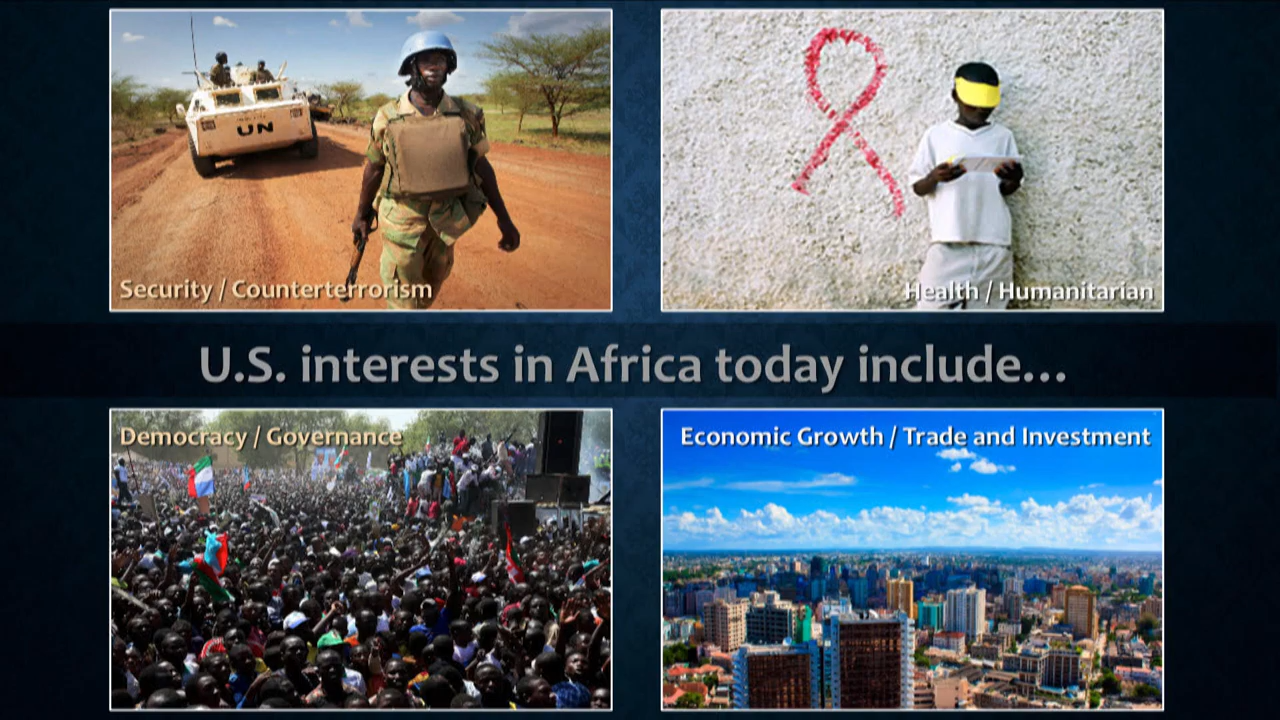 UN
Security / Counterterrorism
Health / Humanitarian
U.S. interests in Africa today include…
Democracy / Governance
Economic Growth / Trade and Investment